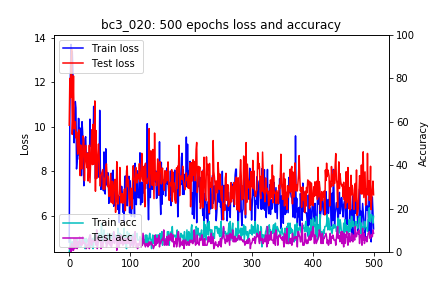 bc3_020: 500 epochs loss and accuracy
14
12
10
8
6
Loss
Train loss
Test loss
Train acc
Test acc
100
80
60
40
20
0
Accuracy
0
100
200
300
400
500